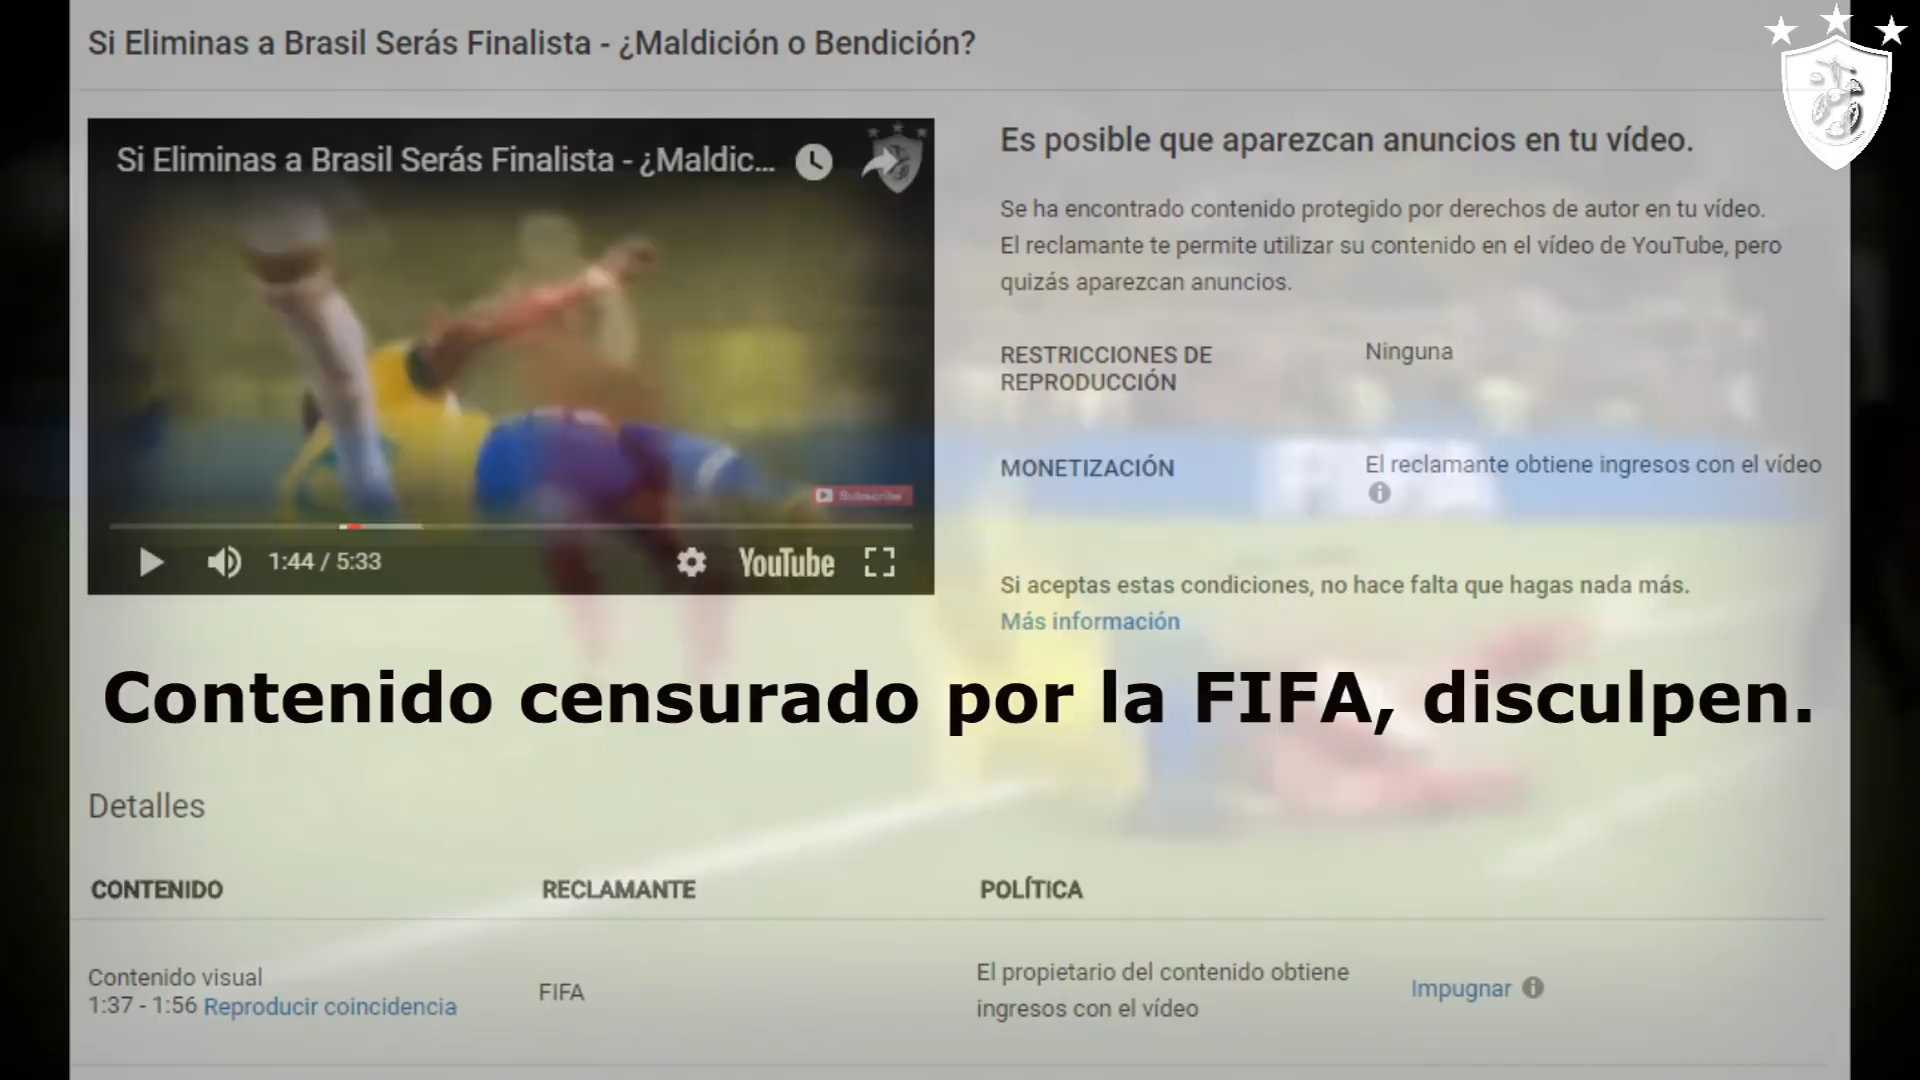 Si Eliminas a Brasil Serás Finalista - ¿Maldición o Bendición?
Si Eliminas a Brasil Serás Finalista - ¿Maldic...
Subscribe
1:44 / 5:33
YouTube
Es posible que aparezcan anuncios en tu vídeo.
Se ha encontrado contenido protegido por derechos de autor en tu vídeo.
El reclamante te permite utilizar su contenido en el vídeo de YouTube, pero
quizás aparezcan anuncios.
RESTRICCIONES DE
REPRODUCCIÓN
Ninguna
MONETIZACIÓN
El reclamante obtiene ingresos con el vídeo
Si aceptas estas condiciones, no hace falta que hagas nada más.
Más información
Contenido censurado por la FIFA, disculpen.
Detalles
CONTENIDO RECLAMANTE POLÍTICA
Contenido visual
1:37 - 1:56 Reproducir coincidencia
FIFA
El propietario del contenido obtiene
ingresos con el vídeo
Impugnar